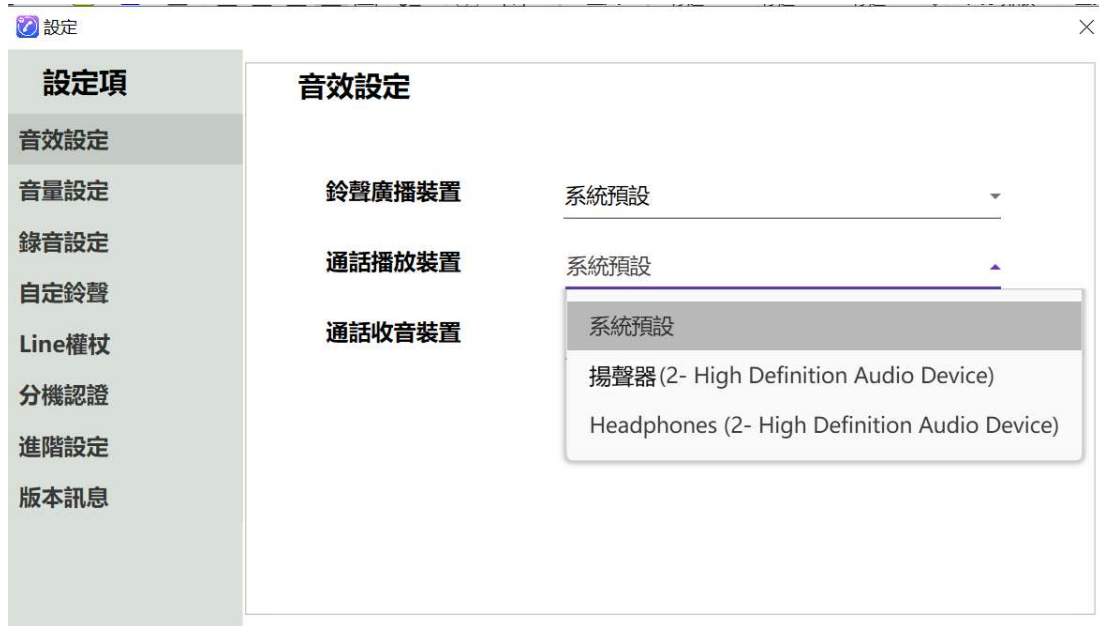 設定
設定項
音效設定
音量設定
錄音設定
自定鈴聲
Line權杖
分機認證
進階設定
版本訊息
音效設定
鈴聲廣播裝置 系統預設
通話播放裝置 系統預設
通話收音裝置
系統預設
揚聲器(2- High Definition Audio Device)
Headphones (2- High Definition Audio Device)